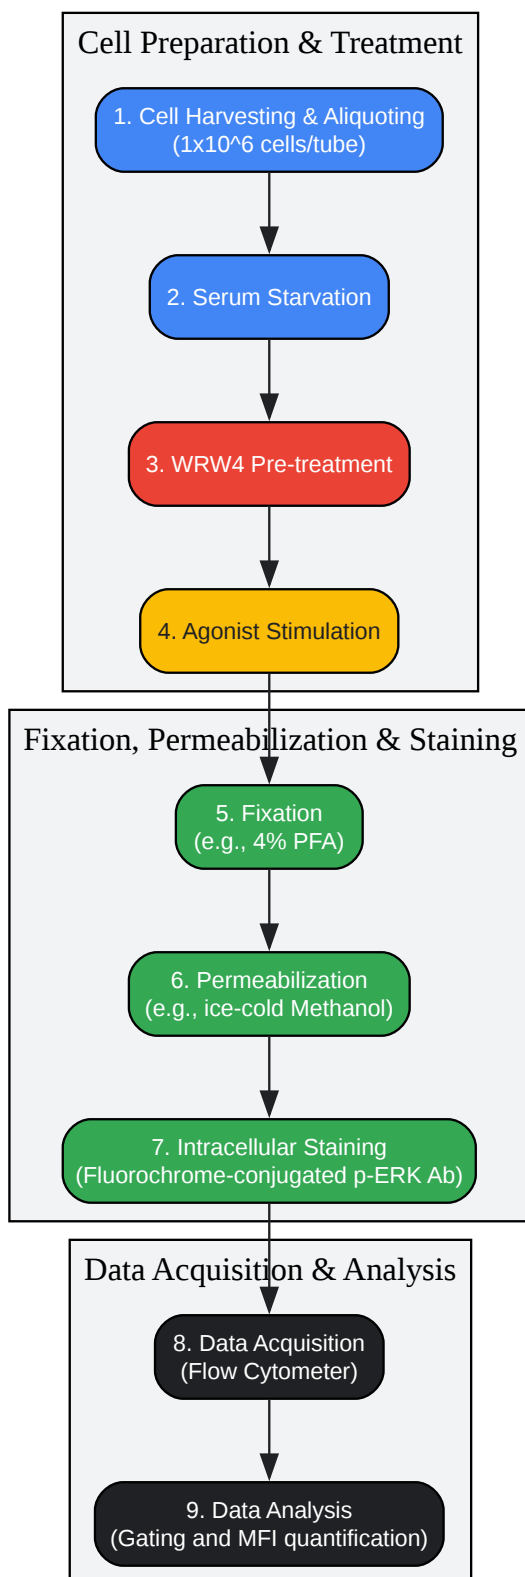 Cell Preparation & Treatment
1. Cell Harvesting & Aliquoting
(1x10^6 cells/tube)
2. Serum Starvation
3. WRW4 Pre-treatment
4. Agonist Stimulation
Fixation, Permeabilization & Staining
5. Fixation
(e.g., 4% PFA)
6. Permeabilization
(e.g., ice-cold Methanol)
7. Intracellular Staining
(Fluorochrome-conjugated p-ERK Ab)
Data Acquisition & Analysis
8. Data Acquisition
(Flow Cytometer)
9. Data Analysis
(Gating and MFI quantification)